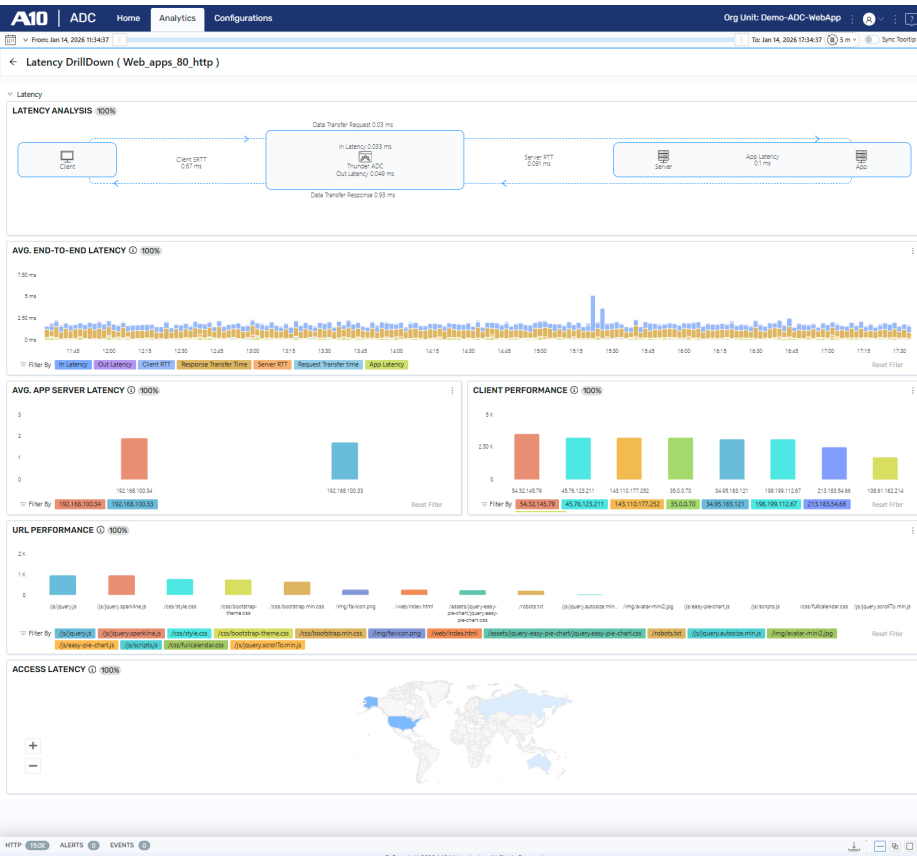 A10 ADC Home Analytics Configurations Org Unit: Demo-ADC-WebApp
From: Jan 14, 2026 11:34:37 To: Jan 14, 2026 17:34:37 5 m Sync Tooltip
Latency DrillDown ( Web_apps_80_http )
Latency
LATENCY ANALYSIS 100%
Data Transfer Request 0.03 ms
In Latency 0.033 ms
Client
Client SRTT
0.67 ms
Thunder ADC
Out Latency 0.049 ms
Server RTT
0.091 ms
Server
App Latency
0.1 ms
App
Data Transfer Response 0.93 ms
AVG. END-TO-END LATENCY 100%
7.50 ms
5 ms
2.50 ms
0 ms
11:45 12:00 12:15 12:30 12:45 13:00 13:15 13:30 13:45 14:00 14:15 14:30 14:45 15:00 15:15 15:30 15:45 16:00 16:15 16:30 16:45 17:00 17:15 17:30
Filter By In Latency Out Latency Client RTT Response Transfer Time Server RTT Request Transfer time App Latency Reset Filter
AVG. APP SERVER LATENCY 100%
3
2
1
0
192.168.100.34 192.168.100.33
Filter By 192.168.100.34 192.168.100.33 Reset Filter
CLIENT PERFORMANCE 100%
5 K
2.50 K
0
54.32.145.79 45.76.123.211 143.110.177.252 35.0.0.70 34.95.163.121 198.199.112.67 213.183.54.66 108.61.162.214
Filter By 54.32.145.79 45.76.123.211 143.110.177.252 35.0.0.70 34.95.163.121 198.199.112.67 213.183.54.66 Reset Filter
URL PERFORMANCE 100%
2 K
1 K
0
/js/jquery.js /js/jquery.sparkline.js /css/style.css /css/bootstrap-theme.css /css/bootstrap.min.css /img/favicon.png /web/index.html /assets/jquery-easy-pie-chart/jquery.easy-pie-chart.css /robots.txt /js/jquery.autosize.min,.. /img/avatar-mini2.jpg /js/easy-pie-chart.js /js/scripts.js /css/fullcalendar.css /js/jquery.scrollTo.min.js
Filter By /js/jquery.js /js/jquery.sparkline.js /css/style.css /css/bootstrap-theme.css /css/bootstrap.min.css /img/favicon.png /web/index.html /assets/jquery-easy-pie-chart/jquery.easy-pie-chart.css /robots.txt /js/jquery.autosize.min.js /img/avatar-mini2.jpg Reset Filter
/js/easy-pie-chart.js /js/scripts.js /css/fullcalendar.css /js/jquery.scrollTo.min.js
ACCESS LATENCY 100%
+
−
HTTP 19.0K ALERTS 0 EVENTS 0